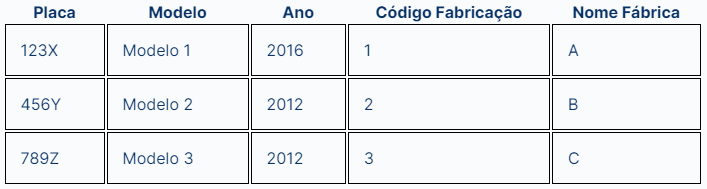 Placa Modelo Ano Código Fabricação Nome Fábrica
123X Modelo 1 2016 1 A
456Y Modelo 2 2012 2 B
789Z Modelo 3 2012 3 C